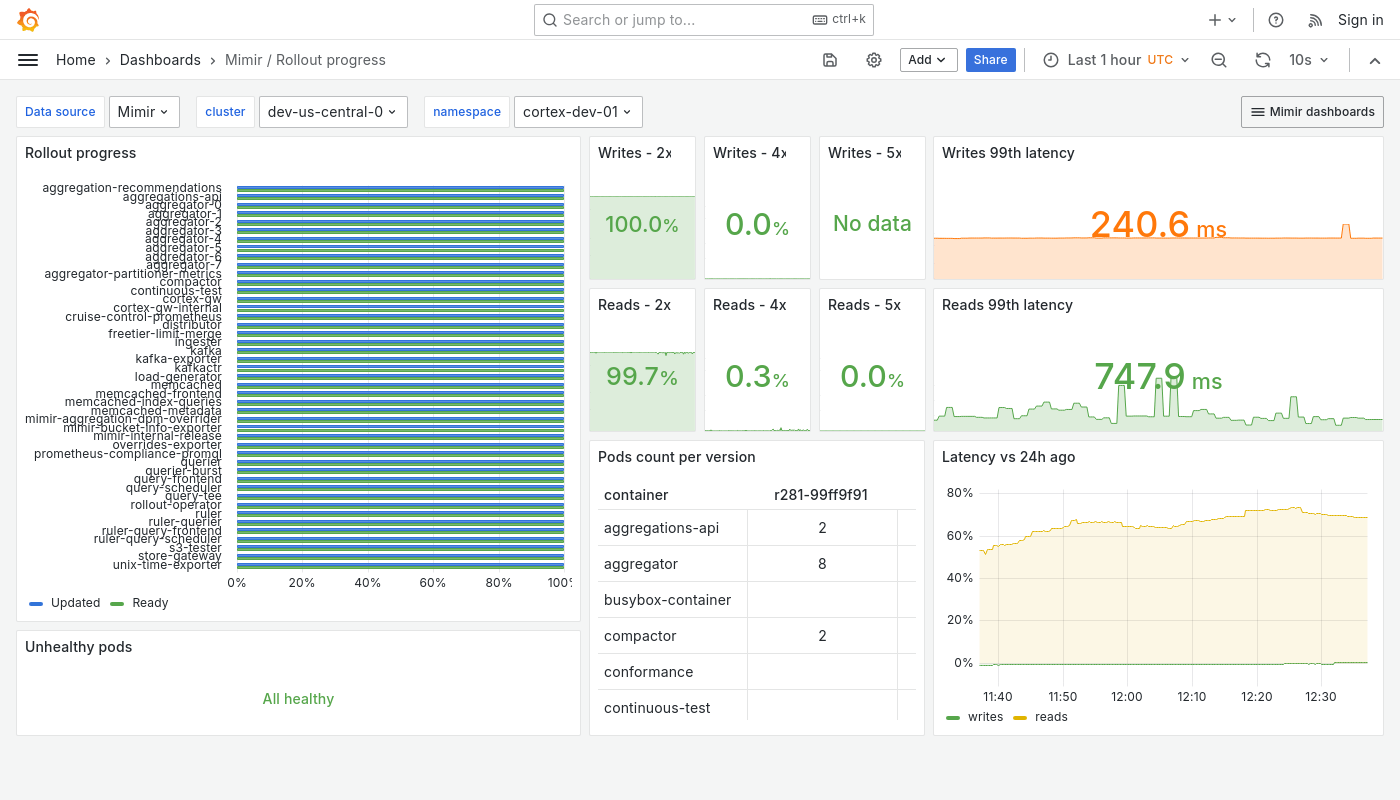 Search or jump to...
ctrl+k
Sign in
Home
Dashboards
Mimir / Rollout progress
Add
Share
Last 1 hour UTC
10s
Data source
Mimir
cluster
dev-us-central-0
namespace
cortex-dev-01
Mimir dashboards
Rollout progress
aggregation-recommendations
aggregations-api
aggregator-0
aggregator-1
aggregator-2
aggregator-3
aggregator-4
aggregator-5
aggregator-6
aggregator-7
aggregator-partitioner-metrics
compactor
continuous-test
cortex-gw
cortex-gw-internal
cruise-control-prometheus
distributor
freetier-limit-merge
ingester
kafka
kafka-exporter
kafkactr
load-generator
memcached
memcached-frontend
memcached-index-queries
memcached-metadata
mimir-aggregation-dpm-overrider
mimir-bucket-info-exporter
mimir-internal-release
overrides-exporter
prometheus-compliance-promql
querier
querier-burst
query-frontend
query-scheduler
query-tee
rollout-operator
ruler
ruler-querier
ruler-query-frontend
ruler-query-scheduler
s3-tester
store-gateway
unix-time-exporter
0%
20%
40%
60%
80%
100%
Updated
Ready
Unhealthy pods
All healthy
Writes - 2x
100.0%
Writes - 4x
0.0%
Writes - 5x
No data
Writes 99th latency
240.6 ms
Reads - 2x
99.7%
Reads - 4x
0.3%
Reads - 5x
0.0%
Reads 99th latency
747.9 ms
Pods count per version
container
r281-99ff9f91
aggregations-api
2
aggregator
8
busybox-container
compactor
2
conformance
continuous-test
Latency vs 24h ago
80%
60%
40%
20%
0%
11:40
11:50
12:00
12:10
12:20
12:30
writes
reads